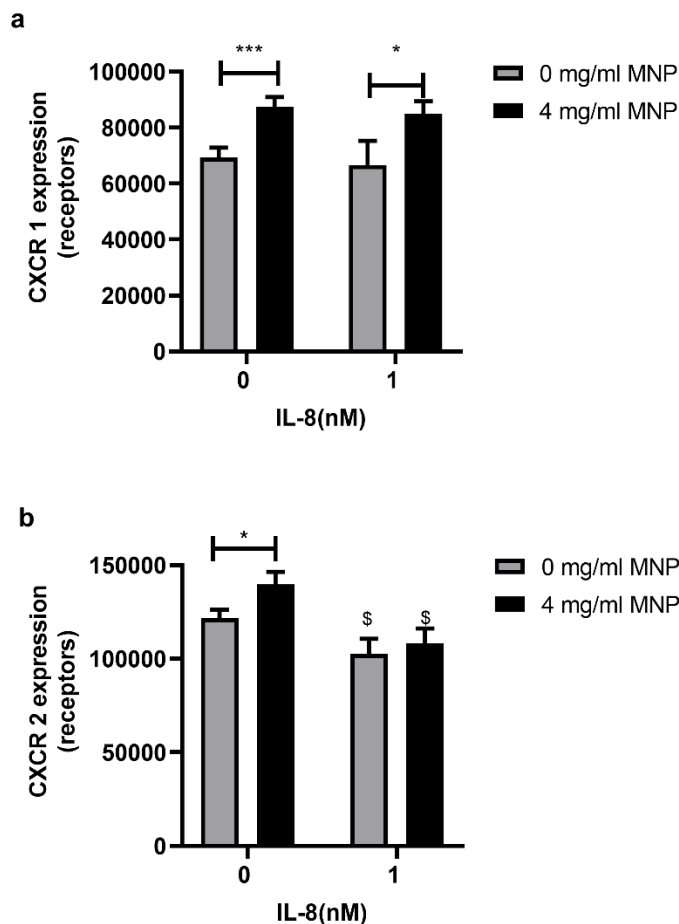 a
***
*
0 mg/ml MNP
4 mg/ml MNP
CXCR 1 expression
(receptors)
100000
80000
60000
40000
20000
0
0
1
IL-8(nM)
b
*
$
$
0 mg/ml MNP
4 mg/ml MNP
CXCR 2 expression
(receptors)
150000
100000
50000
0
0
1
IL-8(nM)